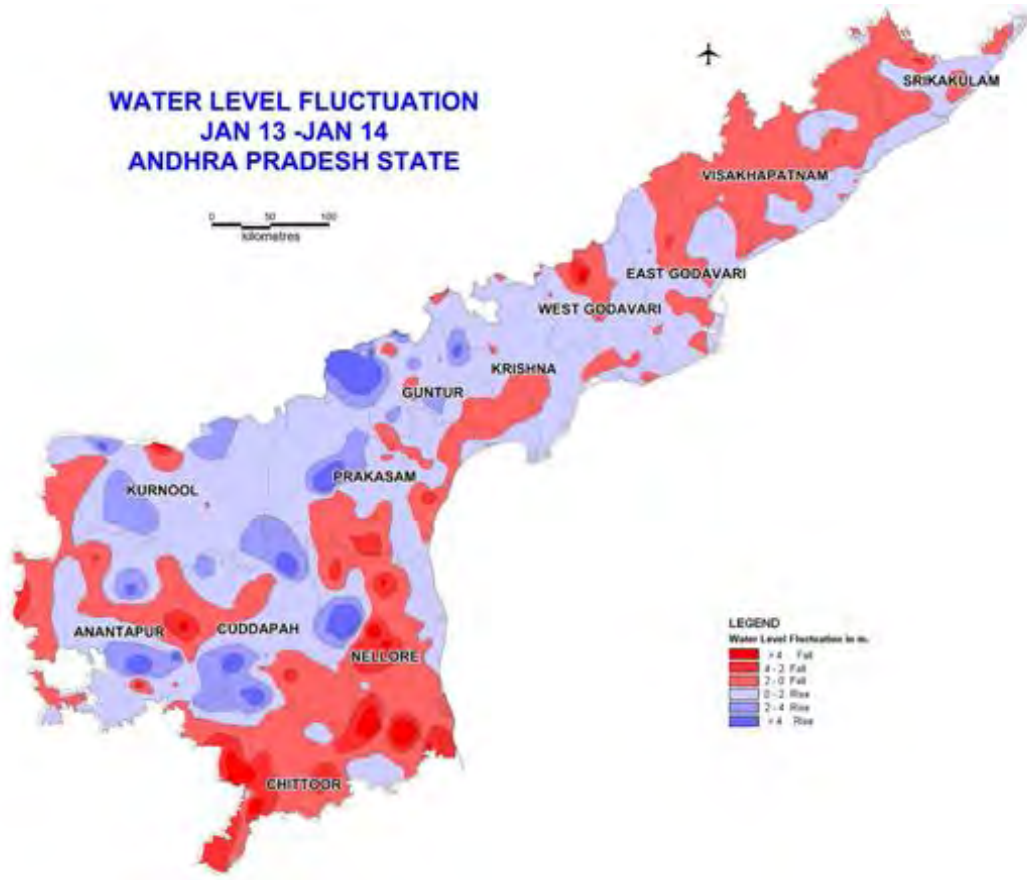 WATER LEVEL FLUCTUATION
JAN 13 -JAN 14
ANDHRA PRADESH STATE
0 50 100
kilometres
SRIKAKULAM
VISAKHAPATNAM
EAST GODAVARI
WEST GODAVARI
KRISHNA
GUNTUR
PRAKASAM
KURNOOL
ANANTAPUR
CUDDAPAH
NELLORE
CHITTOOR
LEGEND
Water Level Fluctuation in m.
>4 Fall
4-2 Fall
2-0 Fall
0-2 Rise
2-4 Rise
>4 Rise